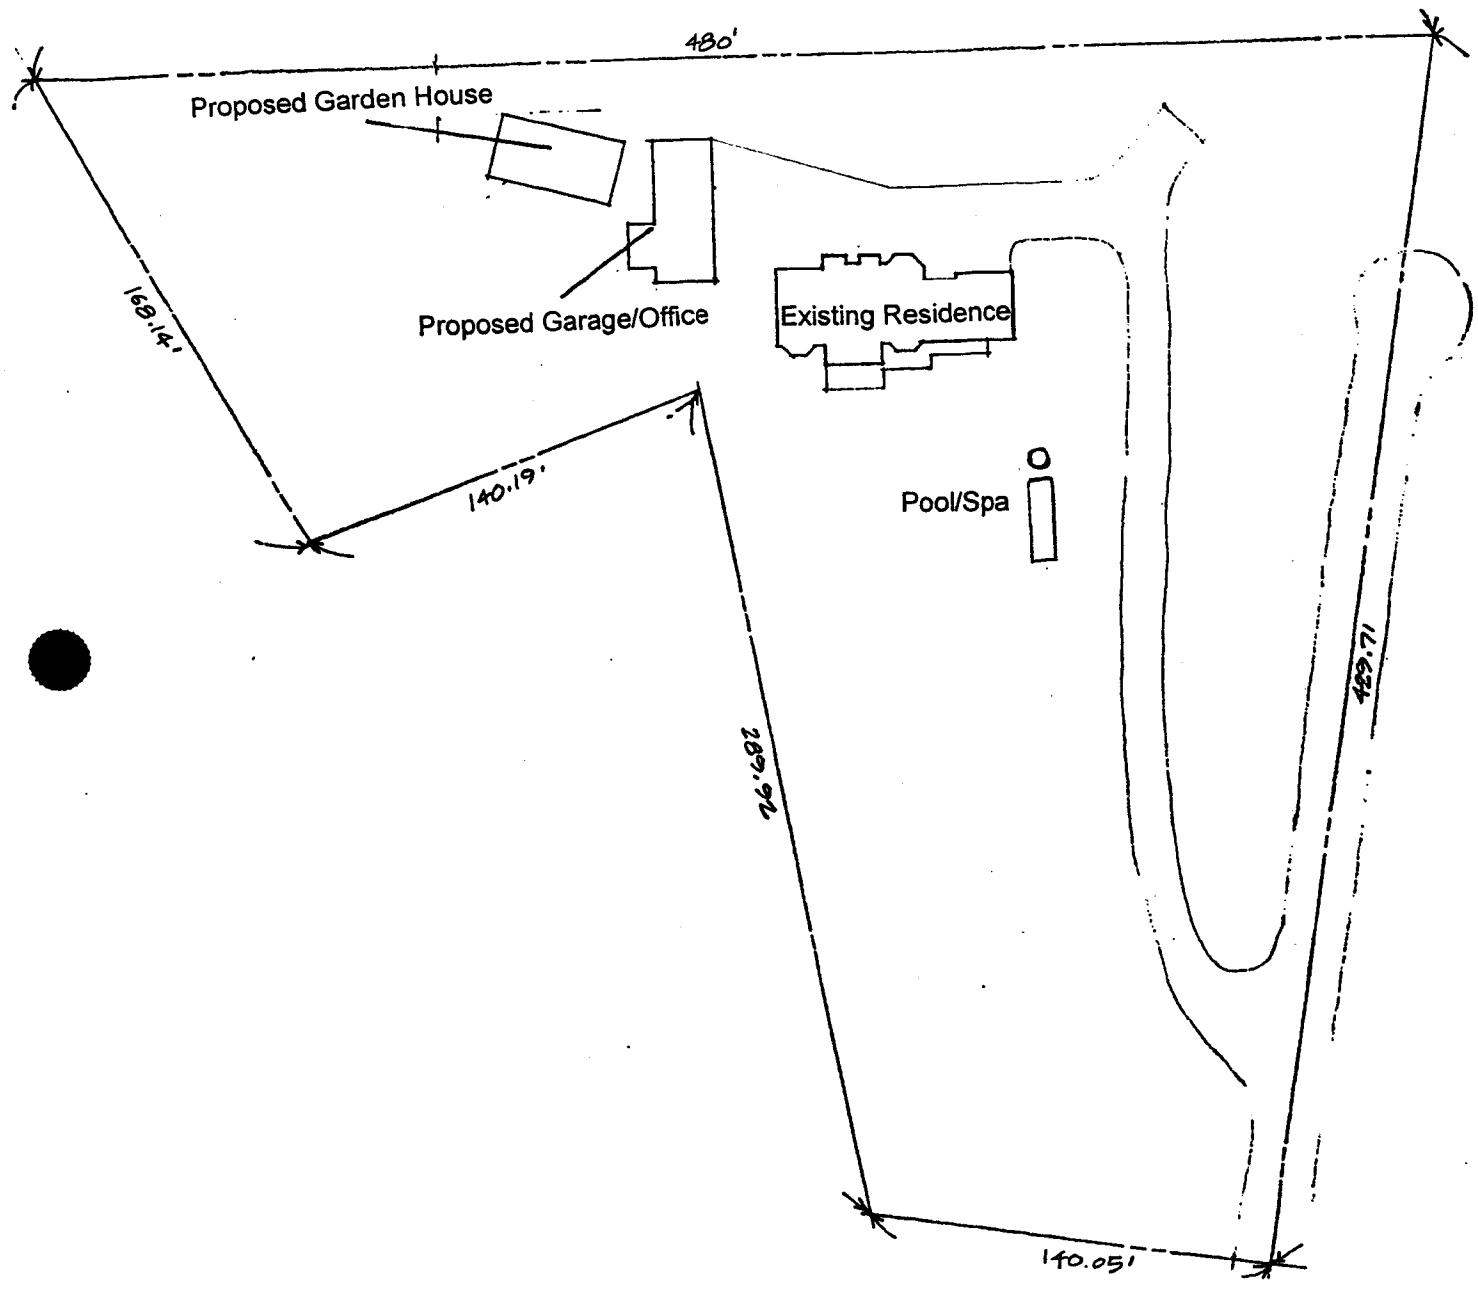 480'
Proposed Garden House
168.14'
Proposed Garage/Office
Existing Residence
140.19'
Pool/Spa
429.71
289.92
140.05'